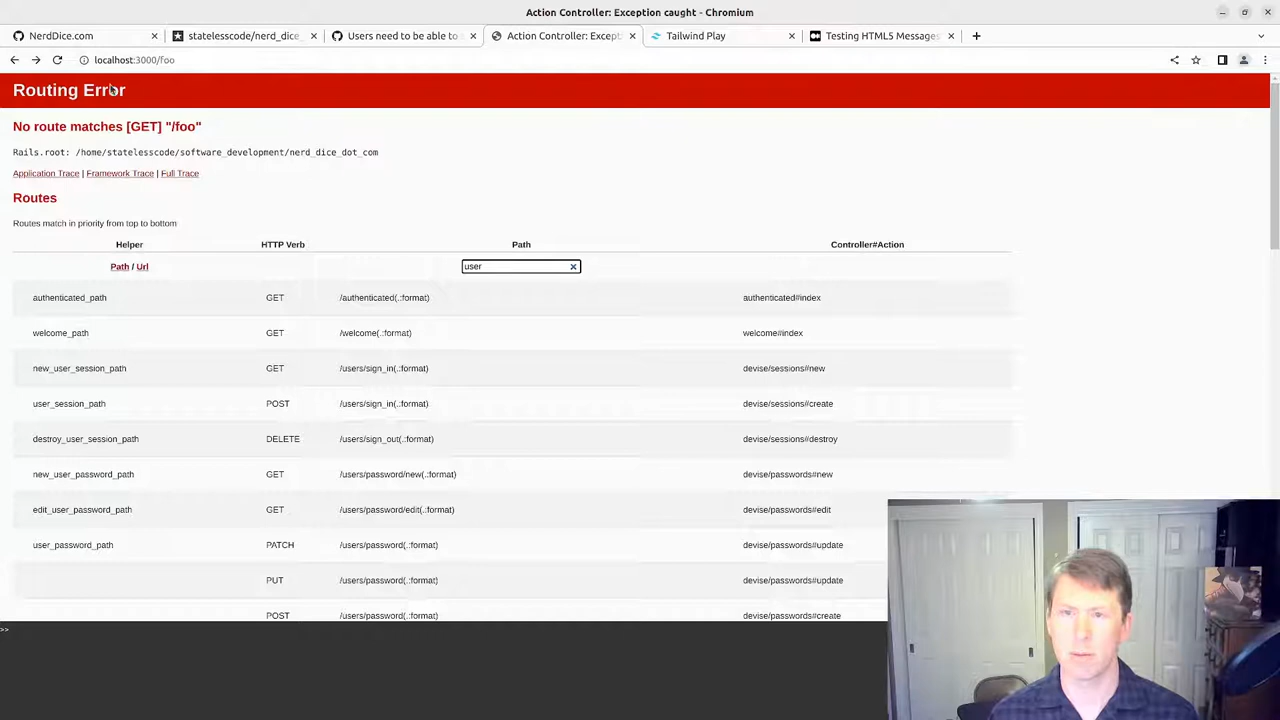 Action Controller: Exception caught - Chromium
NerdDice.com
statelesscode/nerd_dice_
Users need to be able to
Action Controller: Excep
Tailwind Play
Testing HTML5 Messages
localhost:3000/foo
Routing Error
No route matches [GET] "/foo"
Rails.root: /home/statelesscode/software_development/nerd_dice_dot_com
Application Trace | Framework Trace | Full Trace
Routes
Routes match in priority from top to bottom
Helper HTTP Verb Path Controller#Action
Path / Url user
authenticated_path GET /authenticated(.:format) authenticated#index
welcome_path GET /welcome(.:format) welcome#index
new_user_session_path GET /users/sign_in(.:format) devise/sessions#new
user_session_path POST /users/sign_in(.:format) devise/sessions#create
destroy_user_session_path DELETE /users/sign_out(.:format) devise/sessions#destroy
new_user_password_path GET /users/password/new(.:format) devise/passwords#new
edit_user_password_path GET /users/password/edit(.:format) devise/passwords#edit
user_password_path PATCH /users/password(.:format) devise/passwords#update
PUT /users/password(.:format) devise/passwords#update
POST /users/password(.:format) devise/passwords#create
>>